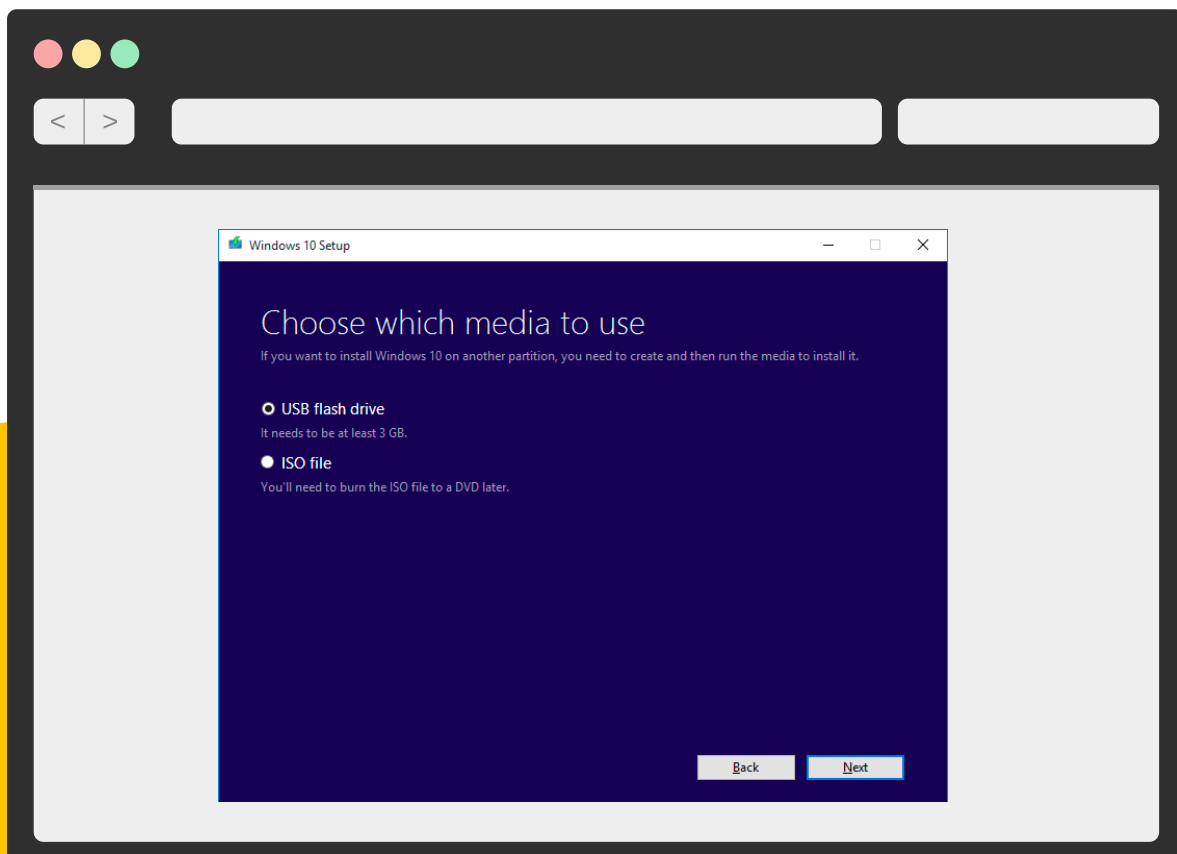 < >
Windows 10 Setup
Choose which media to use
If you want to install Windows 10 on another partition, you need to create and then run the media to install it.
USB flash drive
It needs to be at least 3 GB.
ISO file
You'll need to burn the ISO file to a DVD later.
Back Next